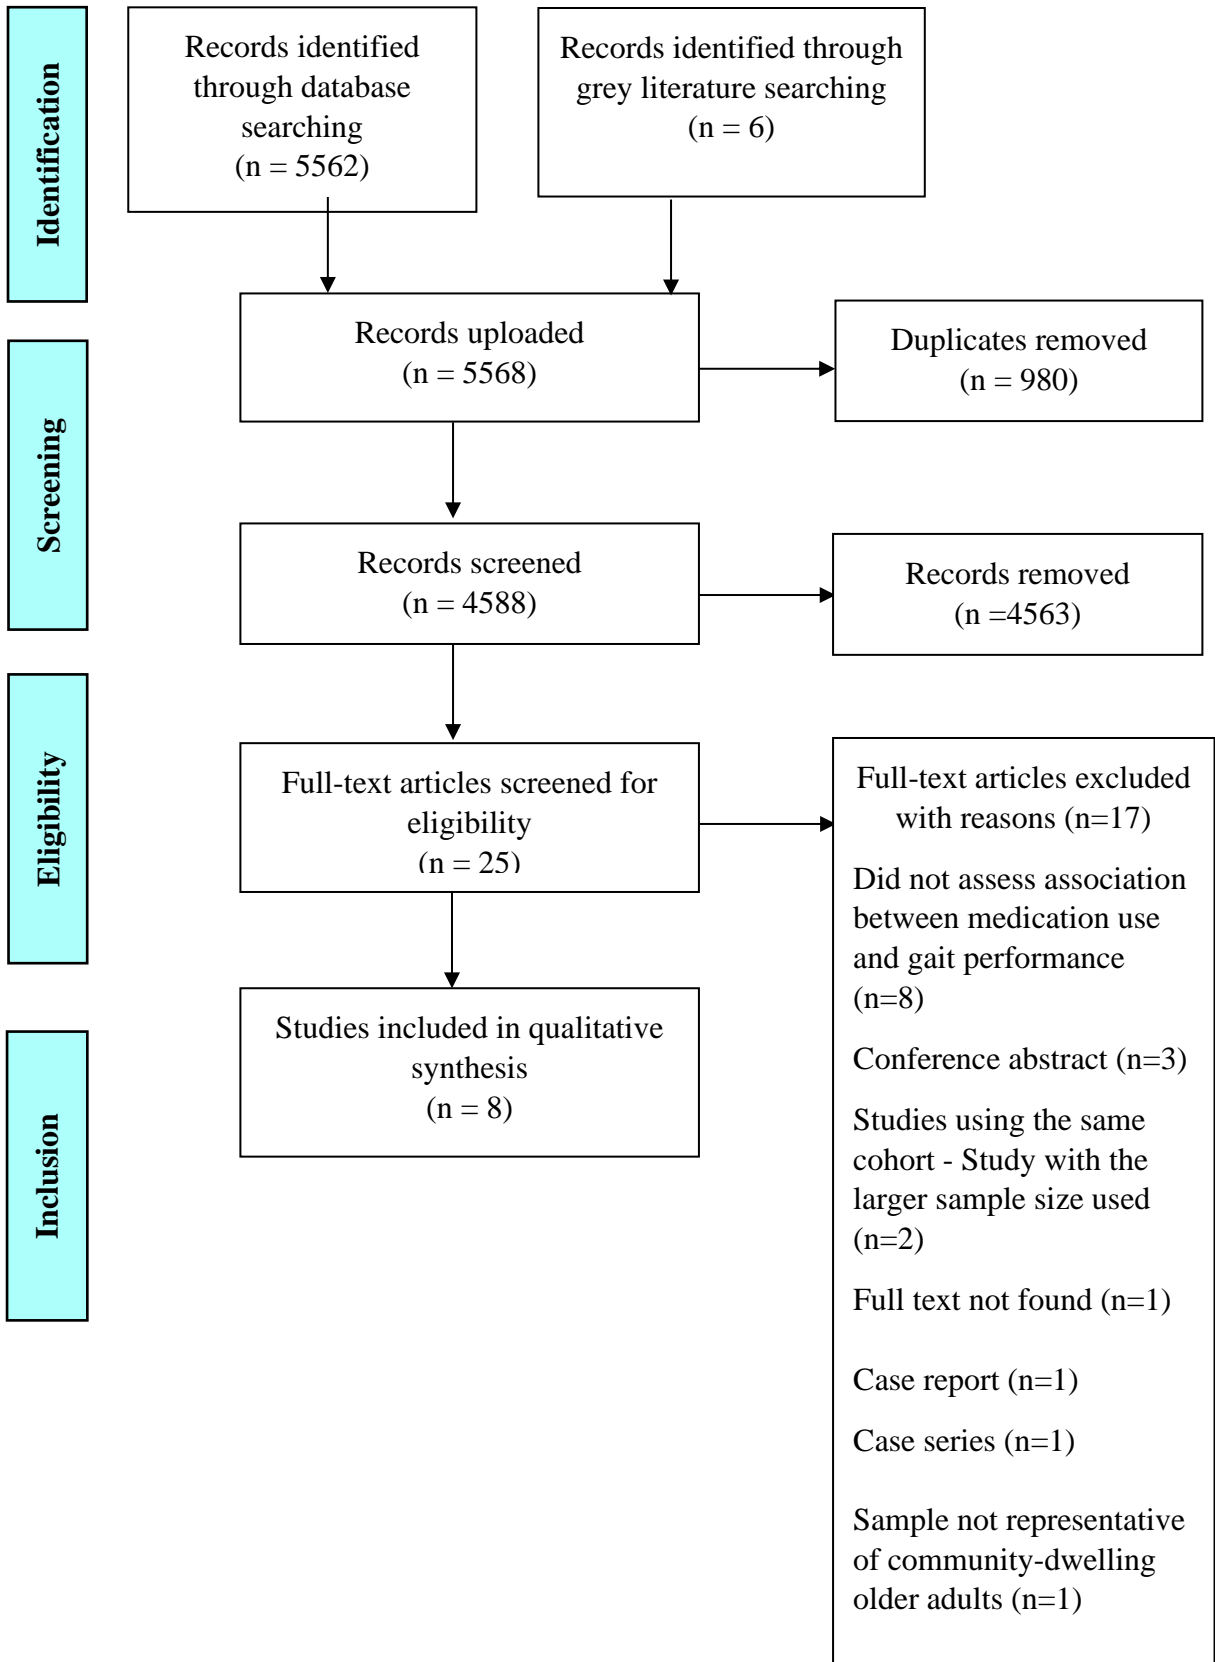 Identification
Records identified
through database
searching
(n = 5562)
Records identified through
grey literature searching
(n = 6)
Screening
Records uploaded
(n = 5568)
Duplicates removed
(n = 980)
Records screened
(n = 4588)
Records removed
(n =4563)
Eligibility
Full-text articles screened for
eligibility
(n = 25)
Full-text articles excluded
with reasons (n=17)
Did not assess association
between medication use
and gait performance
(n=8)
Conference abstract (n=3)
Studies using the same
cohort - Study with the
larger sample size used
(n=2)
Full text not found (n=1)
Case report (n=1)
Case series (n=1)
Sample not representative
of community-dwelling
older adults (n=1)
Inclusion
Studies included in qualitative
synthesis
(n = 8)